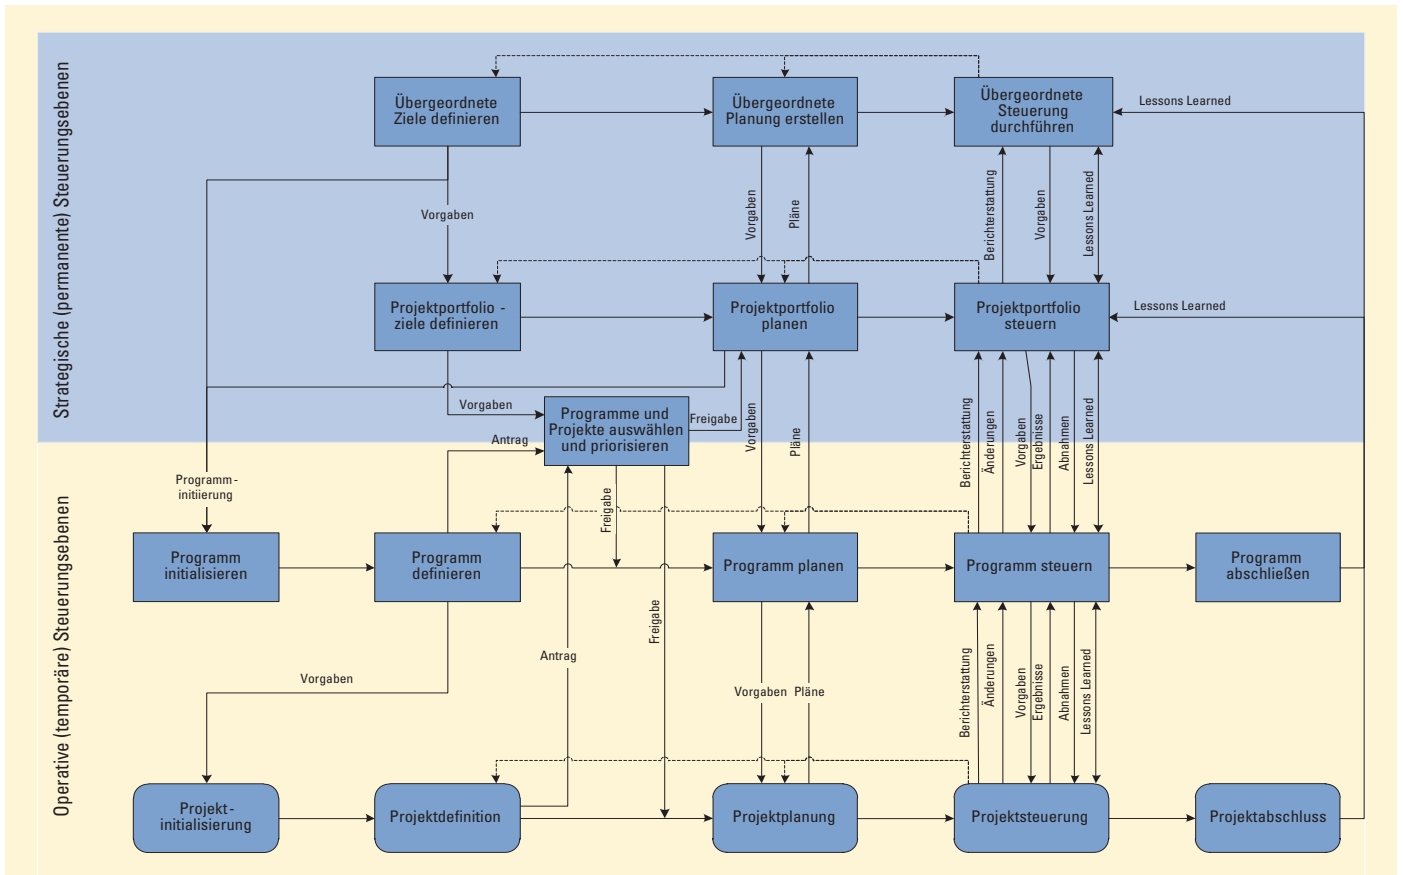 Strategische (permanente) Steuerungsebenen
Übergeordnete
Ziele definieren
Übergeordnete
Planung erstellen
Übergeordnete
Steuerung
durchführen
Lessons Learned
Vorgaben
Vorgaben
Pläne
Berichterstattung
Vorgaben
Lessons Learned
Projektportfolio -
ziele definieren
Projektportfolio
planen
Projektportfolio
steuern
Lessons Learned
Vorgaben
Programme und
Projekte auswählen
und priorisieren
Freigabe
Vorgaben
Pläne
Berichterstattung
Änderungen
Vorgaben
Ergebnisse
Abnahmen
Lessons Learned
Antrag
Operative (temporäre) Steuerungsebenen
Programm -
initiierung
Freigabe
Programm
initialisieren
Programm
definieren
Programm planen
Programm steuern
Programm
abschließen
Freigabe
Antrag
Vorgaben
Vorgaben
Pläne
Berichterstattung
Änderungen
Vorgaben
Ergebnisse
Abnahmen
Lessons Learned
Projekt-
initialisierung
Projektdefinition
Projektplanung
Projektsteuerung
Projektabschluss